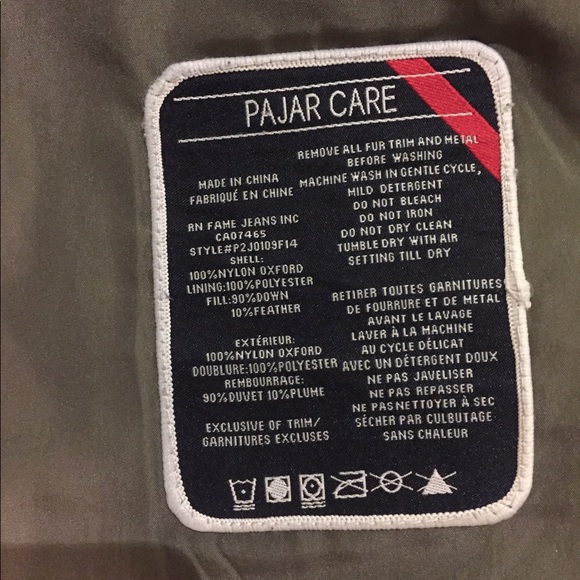 PAJAR CARE
MADE IN CHINA
FABRIQUÉ EN CHINE
RN FAME JEANS INC
CA07465
STYLE#P2J0109F14
SHELL:
100%NYLON OXFORD
LINING:100%POLYESTER
FILL:90%DOWN
10%FEATHER
EXTÉRIEUR:
100%NYLON OXFORD
DOUBLURE:100%POLYESTER
REMBOURRAGE:
90%DUVET 10%PLUME
EXCLUSIVE OF TRIM/
GARNITURES EXCLUSES
REMOVE ALL FUR TRIM AND METAL
BEFORE WASHING
MACHINE WASH IN GENTLE CYCLE,
MILD DETERGENT
DO NOT BLEACH
DO NOT IRON
DO NOT DRY CLEAN
TUMBLE DRY WITH AIR
SETTING TILL DRY
RETIRER TOUTES GARNITURES
DE FOURRURE ET DE METAL
AVANT LE LAVAGE
LAVER À LA MACHINE
AU CYCLE DÉLICAT
AVEC UN DÉTERGENT DOUX
NE PAS JAVELISER
NE PAS REPASSER
NE PAS NETTOYER À SEC
SÉCHER PAR CULBUTAGE
SANS CHALEUR